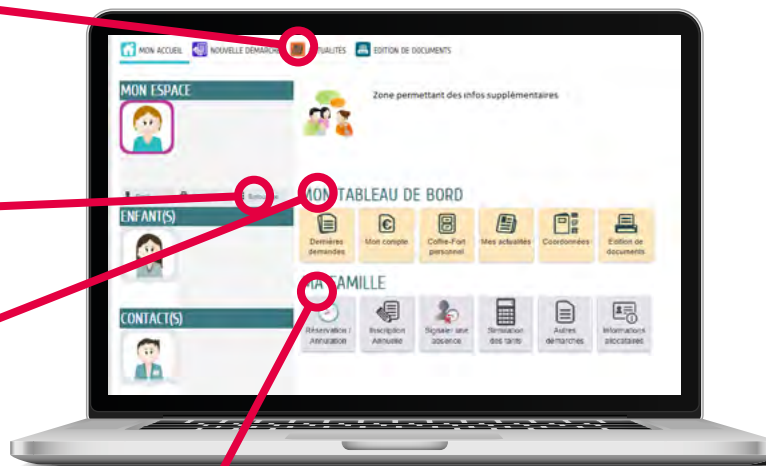 MON ACCUEIL NOUVELLE DÉMARCHE EDITION DE DOCUMENTS
MON ESPACE
Zone permettant des infos supplémentaires
MON TABLEAU DE BORD
ENFANT(S)
Dernières demandes
Mon compte
Coffre-Fort personnel
Mes actualités
Coordonnées
Edition de documents
MA FAMILLE
CONTACT(S)
Réservation / Annulation
Inscription Annuelle
Signaler une absence
Simulation des tarifs
Autres démarches
Informations allocataires